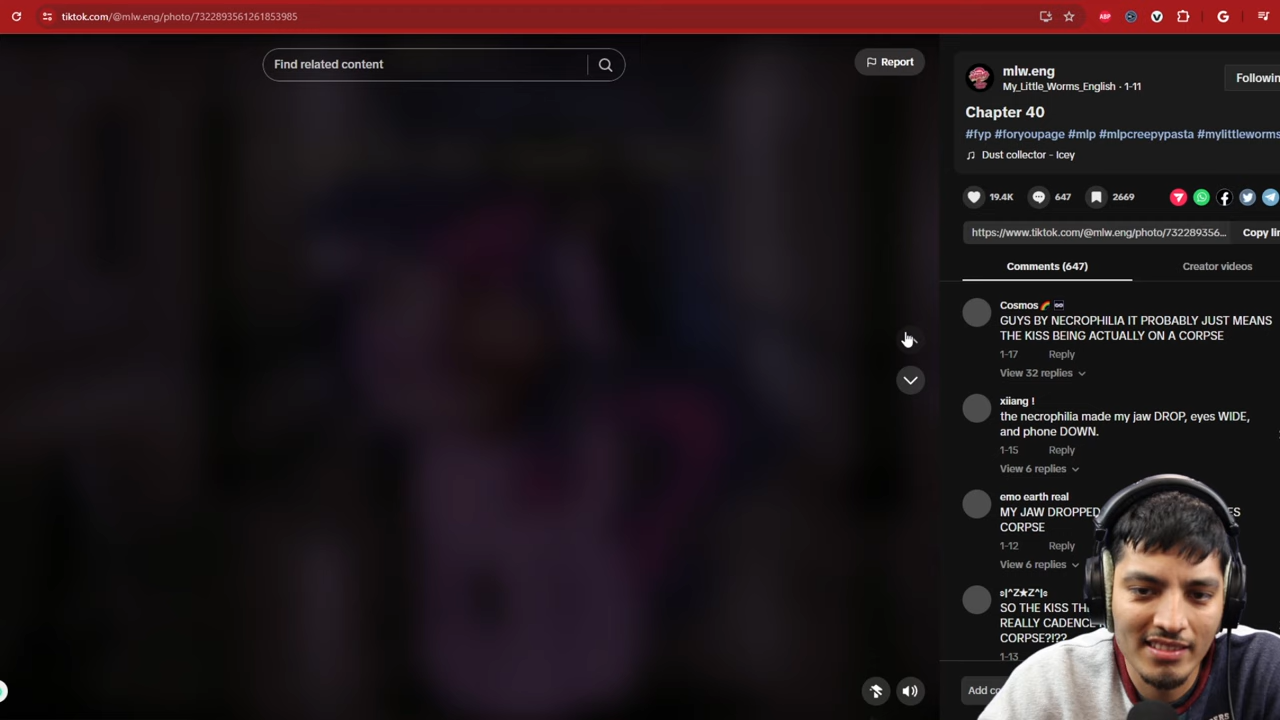 tiktok.com/@mlw.eng/photo/7322893561261853985
ABP
G
Find related content
Report
mlw.eng
Followin
My_Little_Worms_English · 1-11
Chapter 40
#fyp #foryoupage #mlp #mlpcreepypasta #mylittleworms
Dust collector - Icey
19.4K
647
2669
https://www.tiktok.com/@mlw.eng/photo/732289356...
Copy lin
Comments (647)
Creator videos
Cosmos
GUYS BY NECROPHILIA IT PROBABLY JUST MEANS
THE KISS BEING ACTUALLY ON A CORPSE
1-17
Reply
View 32 replies
xiiang !
the necrophilia made my jaw DROP, eyes WIDE,
and phone DOWN.
1-15
Reply
View 6 replies
emo earth real
MY JAW DROPPED
ES
CORPSE
1-12
Reply
View 6 replies
ʚ|^Z★Z^|ɞ
SO THE KISS TH
REALLY CADENCE
CORPSE?!??
1-13
Add co